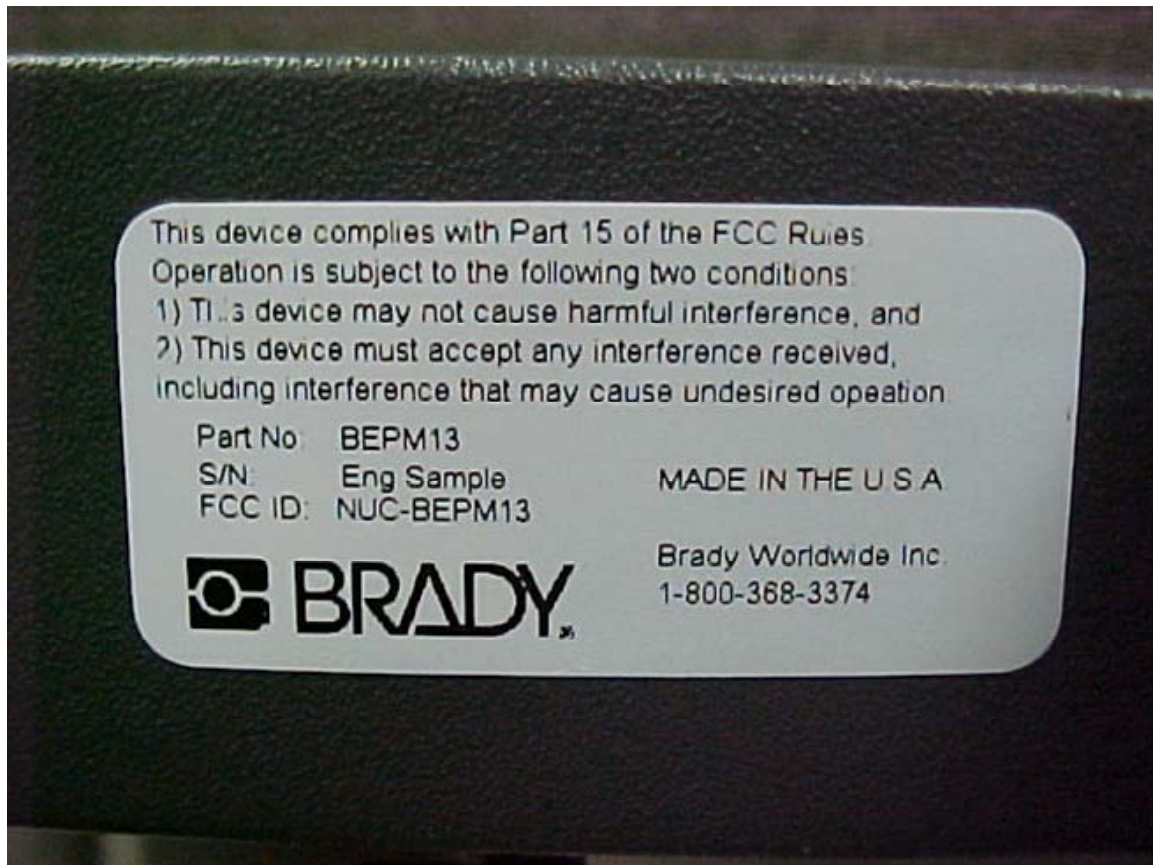 This device complies with Part 15 of the FCC Rules
Operation is subject to the following two conditions:
1) This device may not cause harmful interference, and
2) This device must accept any interference received,
including interference that may cause undesired opeation.
Part No: BEPM13
S/N: Eng Sample
MADE IN THE U S A
FCC ID: NUC-BEPM13
Brady Worldwide Inc.
1-800-368-3374
BRADY